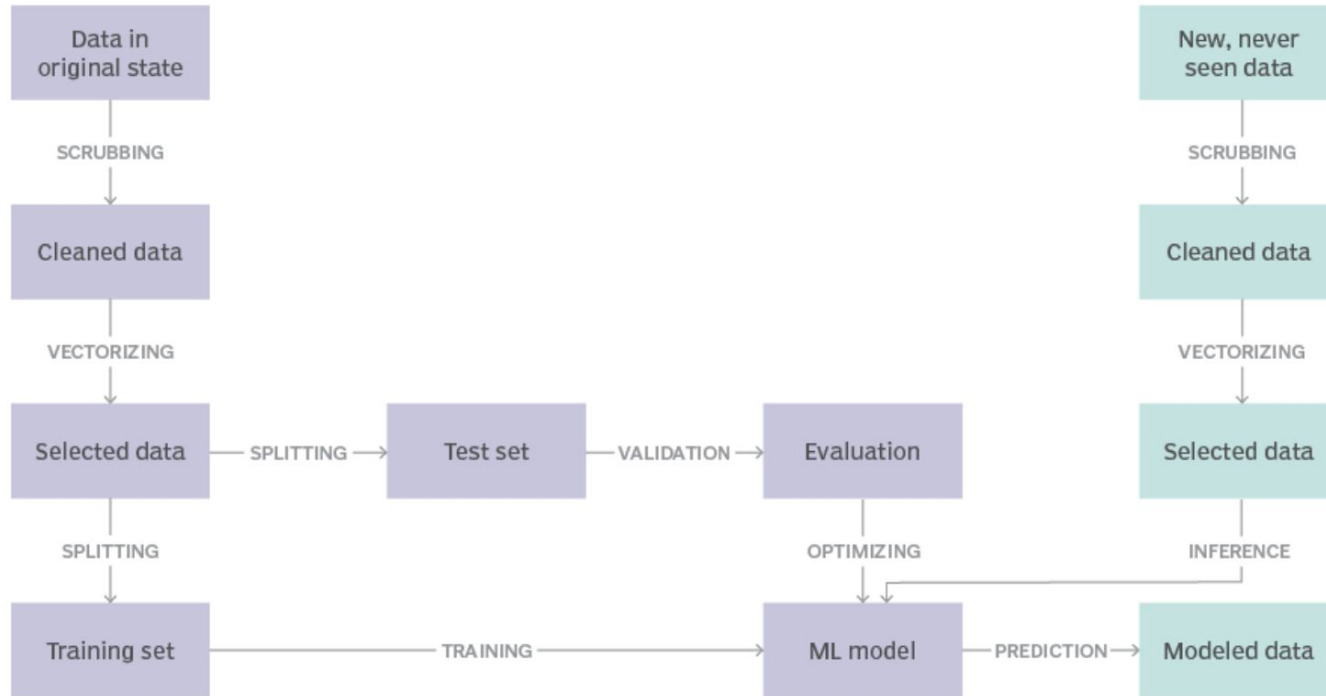 Data in
original state
New, never
seen data
SCRUBBING
SCRUBBING
Cleaned data
Cleaned data
VECTORIZING
VECTORIZING
Selected data
SPLITTING
Test set
VALIDATION
Evaluation
Selected data
SPLITTING
OPTIMIZING
INFERENCE
Training set
TRAINING
ML model
PREDICTION
Modeled data